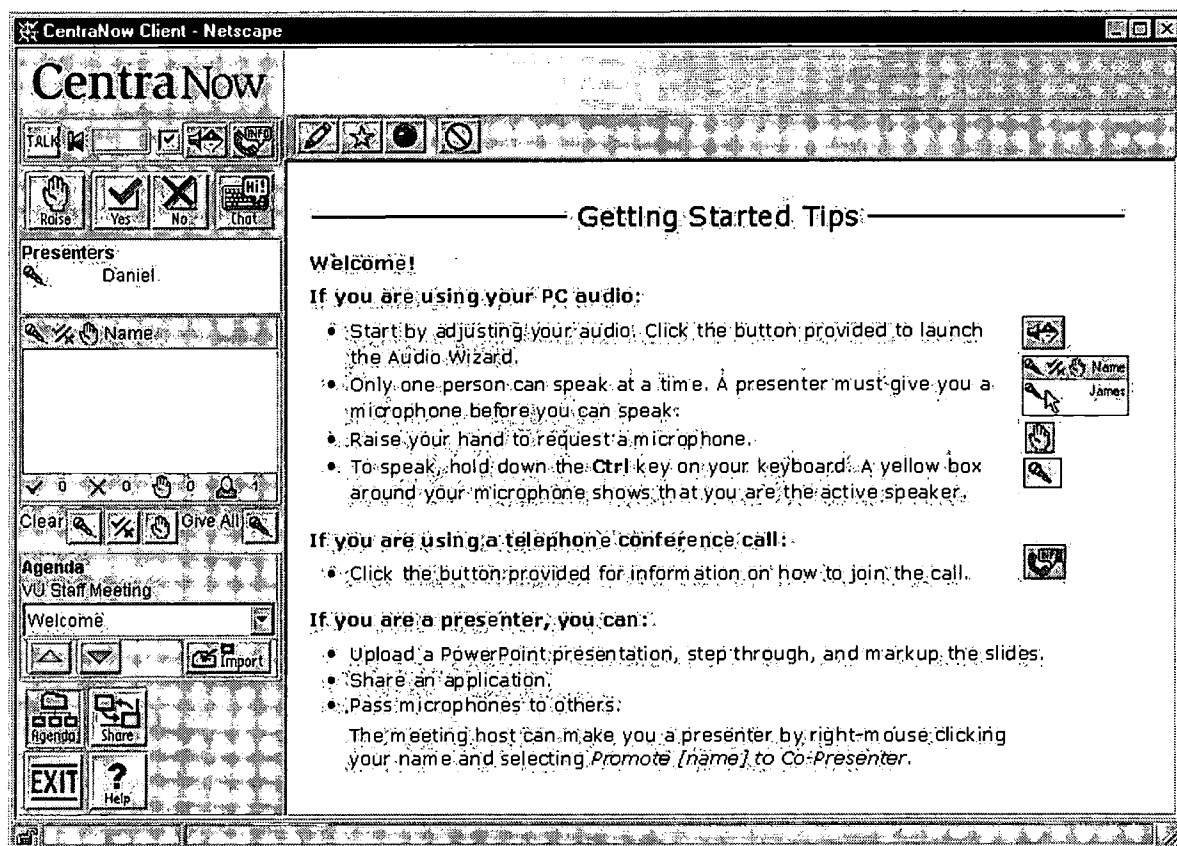 CentraNow Client - Netscape
CentraNow
TALK
INFO
Raise
Yes
No
Hi!
Chat
Presenters
Daniel
Name
0 0 0 1
Clear
Give All
Agenda
VU Staff Meeting
Welcome
Import
Agenda
Share
EXIT
?
Help
Getting Started Tips
Welcome!
If you are using your PC audio:
• Start by adjusting your audio. Click the button provided to launch
the Audio Wizard.
• Only one person can speak at a time. A presenter must give you a
microphone before you can speak.
Name
James
• Raise your hand to request a microphone.
• To speak, hold down the Ctrl key on your keyboard. A yellow box
around your microphone shows that you are the active speaker.
If you are using a telephone conference call:
• Click the button provided for information on how to join the call.
INFO
If you are a presenter, you can:
• Upload a PowerPoint presentation, step through, and markup the slides.
• Share an application.
• Pass microphones to others.
The meeting host can make you a presenter by right-mouse clicking
your name and selecting Promote [name] to Co-Presenter.